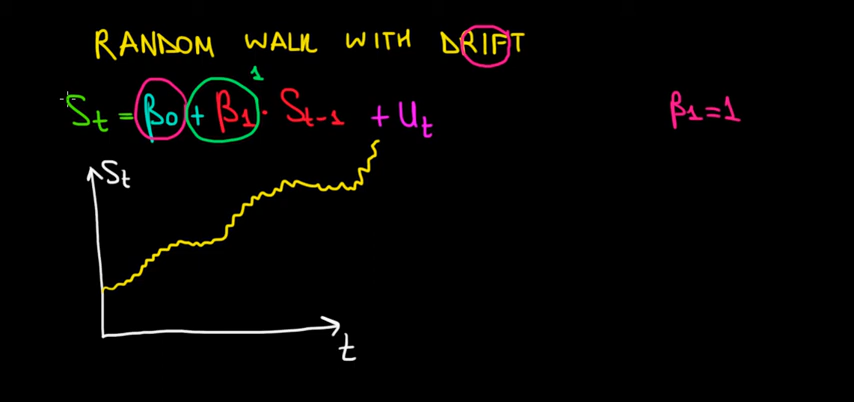 RANDOM WALK WITH DRIFT
1
St = β0 + β1 · St-1 + Ut
β1 = 1
St
t